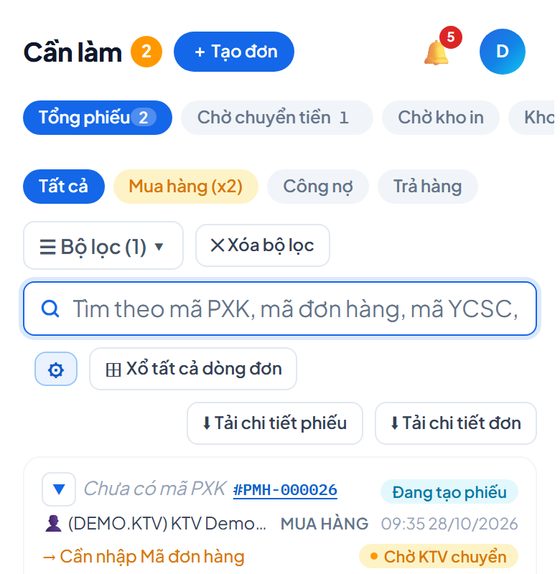 Cần làm 2 + Tạo đơn 5 D
Tổng phiếu 2 Chờ chuyển tiền 1 Chờ kho in Kho
Tất cả Mua hàng (x2) Công nợ Trả hàng
☰ Bộ lọc (1) ▼ ✕ Xóa bộ lọc
Tìm theo mã PXK, mã đơn hàng, mã YCSC,
Xổ tất cả dòng đơn
⬇ Tải chi tiết phiếu ⬇ Tải chi tiết đơn
▼ Chưa có mã PXK #PMH-000026 Đang tạo phiếu
(DEMO.KTV) KTV Demo... MUA HÀNG 09:35 28/10/2026
→ Cần nhập Mã đơn hàng • Chờ KTV chuyển